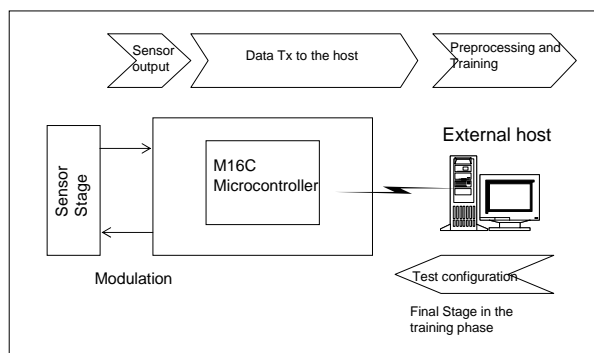 Sensor
output
Data Tx to the host
Preprocessing and
Training
Sensor
Stage
M16C
Microcontroller
External host
Modulation
Test configuration
Final Stage in the
training phase